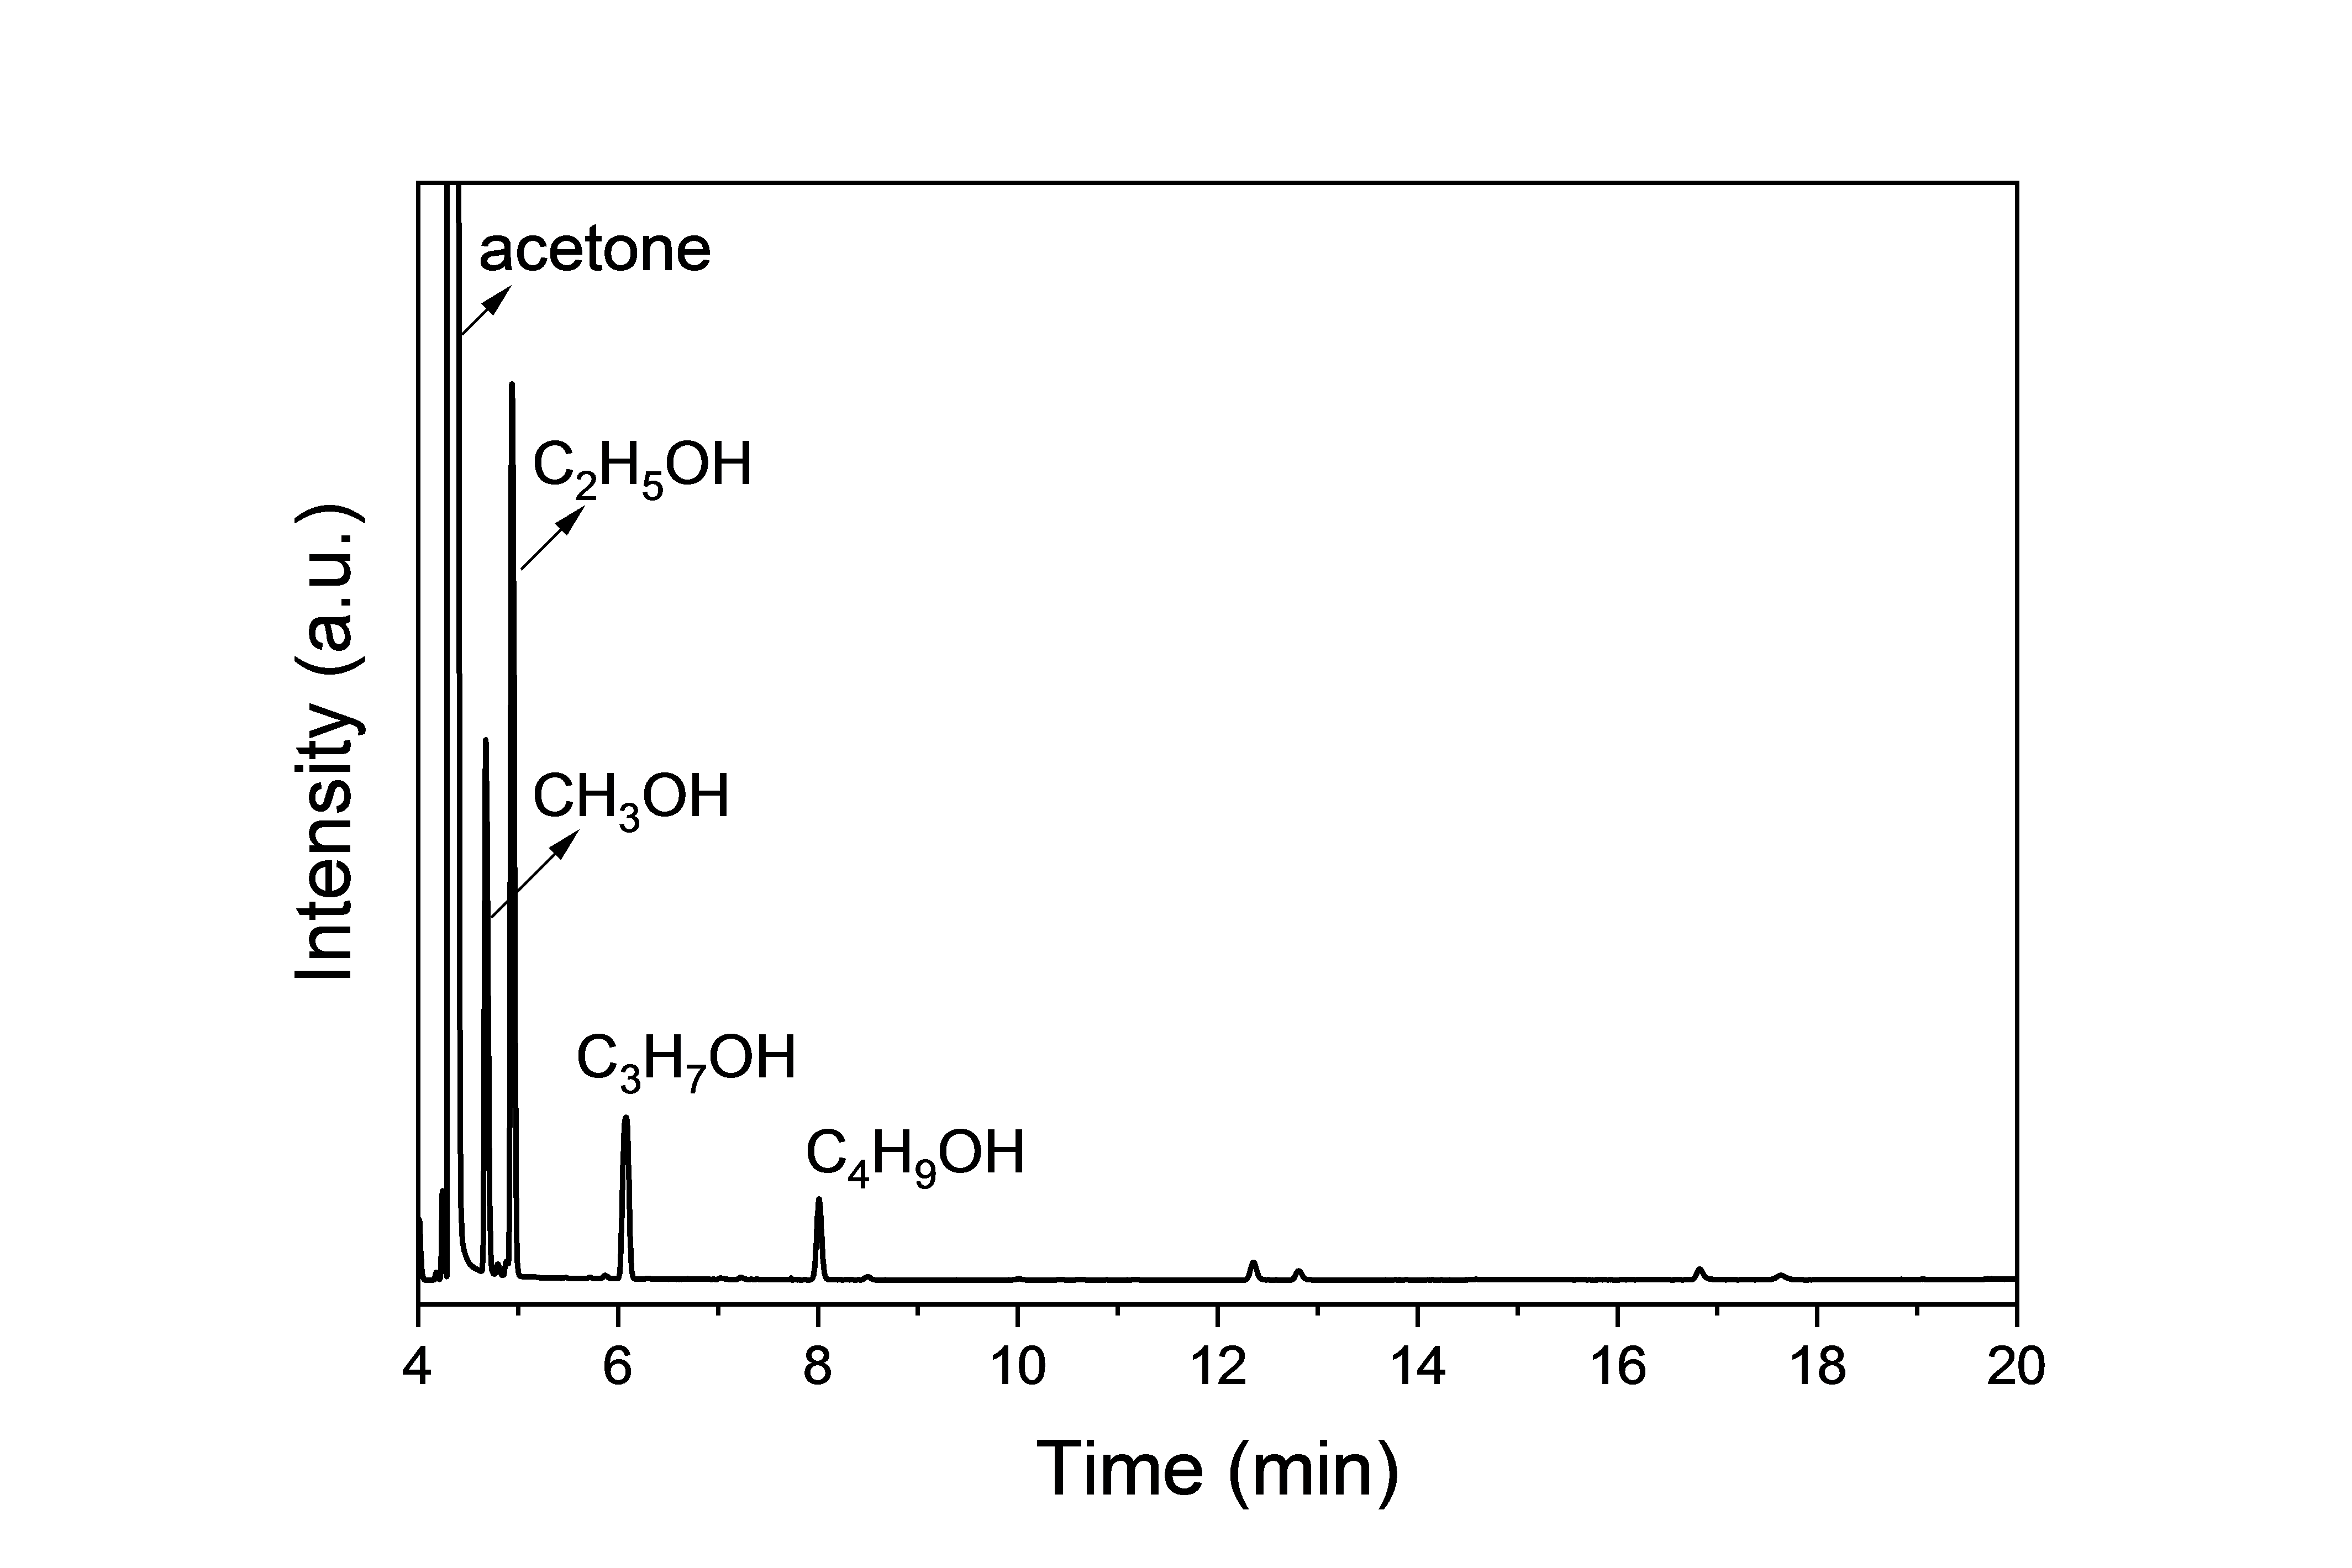 acetone
C₂H₅OH
CH₃OH
C₃H₇OH
C₄H₉OH
Intensity (a.u.)
4 6 8 10 12 14 16 18 20
Time (min)